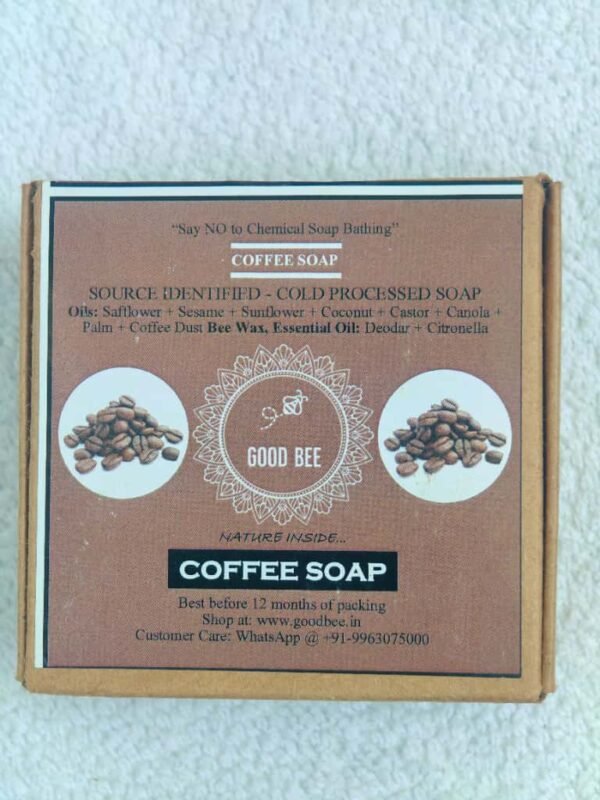 “Say NO to Chemical Soap Bathing”
COFFEE SOAP
SOURCE IDENTIFIED - COLD PROCESSED SOAP
Oils: Safflower + Sesame + Sunflower + Coconut + Castor + Canola +
Palm + Coffee Dust Bee Wax, Essential Oil: Deodar + Citronella
GOOD BEE
NATURE INSIDE...
COFFEE SOAP
Best before 12 months of packing
Shop at: www.goodbee.in
Customer Care: WhatsApp @ +91-9963075000